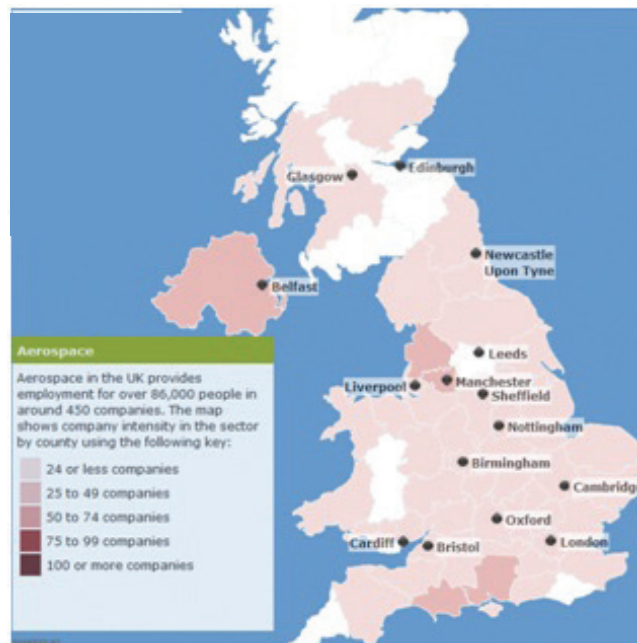 Edinburgh
Glasgow
Newcastle
Upon Tyne
Belfast
Aerospace
Leeds
Aerospace in the UK provides
employment for over 86,000 people in
around 450 companies. The map
shows company intensity in the sector
by county using the following key:
Liverpool
Manchester
Sheffield
Nottingham
24 or less companies
25 to 49 companies
50 to 74 companies
75 to 99 companies
100 or more companies
Birmingham
Cambridge
Oxford
Cardiff
Bristol
London